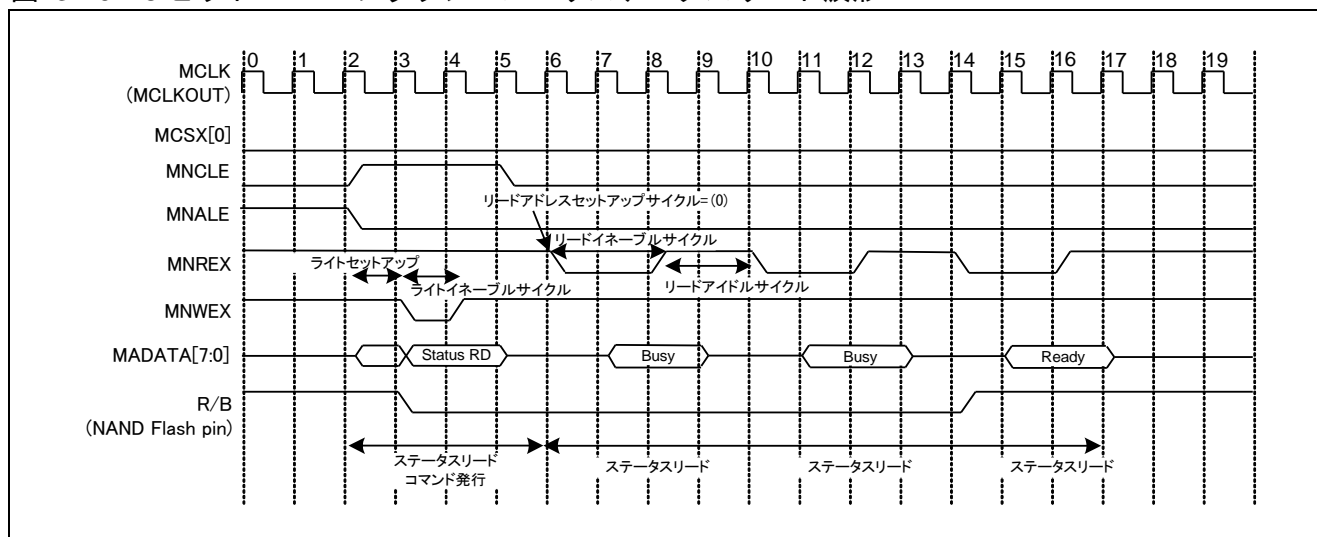 0 1 2 3 4 5 6 7 8 9 10 11 12 13 14 15 16 17 18 19
MCLK
(MCLKOUT)
MCSX[0]
MNCLE
リードアドレスセットアップサイクル=(0)
MNALE
リードイネーブルサイクル
MNREX
ライトセットアップ
リードアイドルサイクル
ライトイネーブルサイクル
MNWEX
MADATA[7:0]
Status RD
Busy
Busy
Ready
R/B
(NAND Flash pin)
ステータスリード
コマンド発行
ステータスリード
ステータスリード
ステータスリード